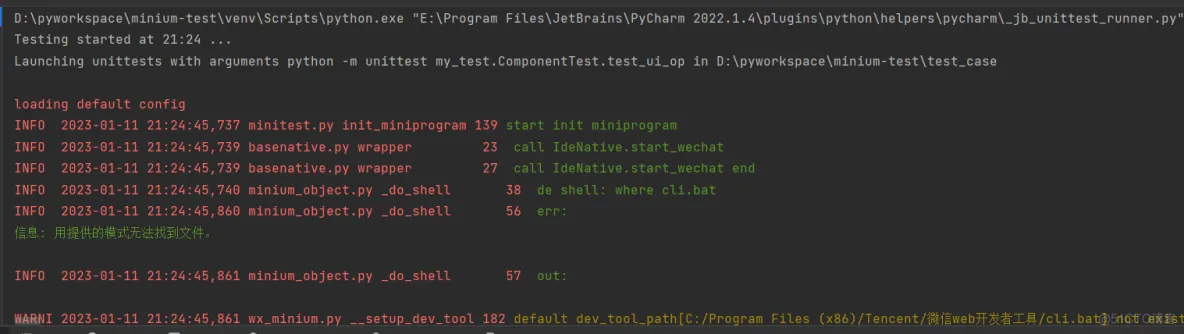 D:\pyworkspace\minium-test\venv\Scripts\python.exe "E:\Program Files\JetBrains\PyCharm 2022.1.4\plugins\python\helpers\pycharm\_jb_unittest_runner.py"
Testing started at 21:24 ...
Launching unittests with arguments python -m unittest my_test.ComponentTest.test_ui_op in D:\pyworkspace\minium-test\test_case
loading default config
INFO  2023-01-11 21:24:45,737 minitest.py init_miniprogram 139 start init miniprogram
INFO  2023-01-11 21:24:45,739 basenative.py wrapper        23  call IdeNative.start_wechat
INFO  2023-01-11 21:24:45,739 basenative.py wrapper        27  call IdeNative.start_wechat end
INFO  2023-01-11 21:24:45,740 minium_object.py _do_shell       38  de shell: where cli.bat
INFO  2023-01-11 21:24:45,860 minium_object.py _do_shell       56  err:
信息: 用提供的模式无法找到文件。
INFO  2023-01-11 21:24:45,861 minium_object.py _do_shell       57  out:
WARNI 2023-01-11 21:24:45,861 wx_minium.py __setup_dev_tool 182 default dev_tool_path[C:/Program Files (x86)/Tencent/微信web开发者工具/cli.bat] not exist